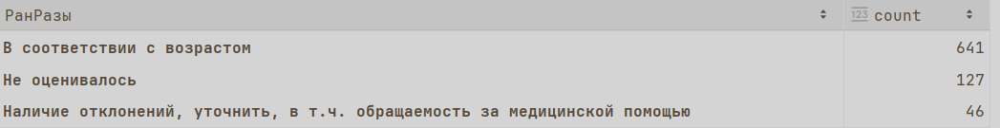 РанРазы 123 count
В соответствии с возрастом 641
Не оценивалось 127
Наличие отклонений, уточнить, в т.ч. обращаемость за медицинской помощью 46